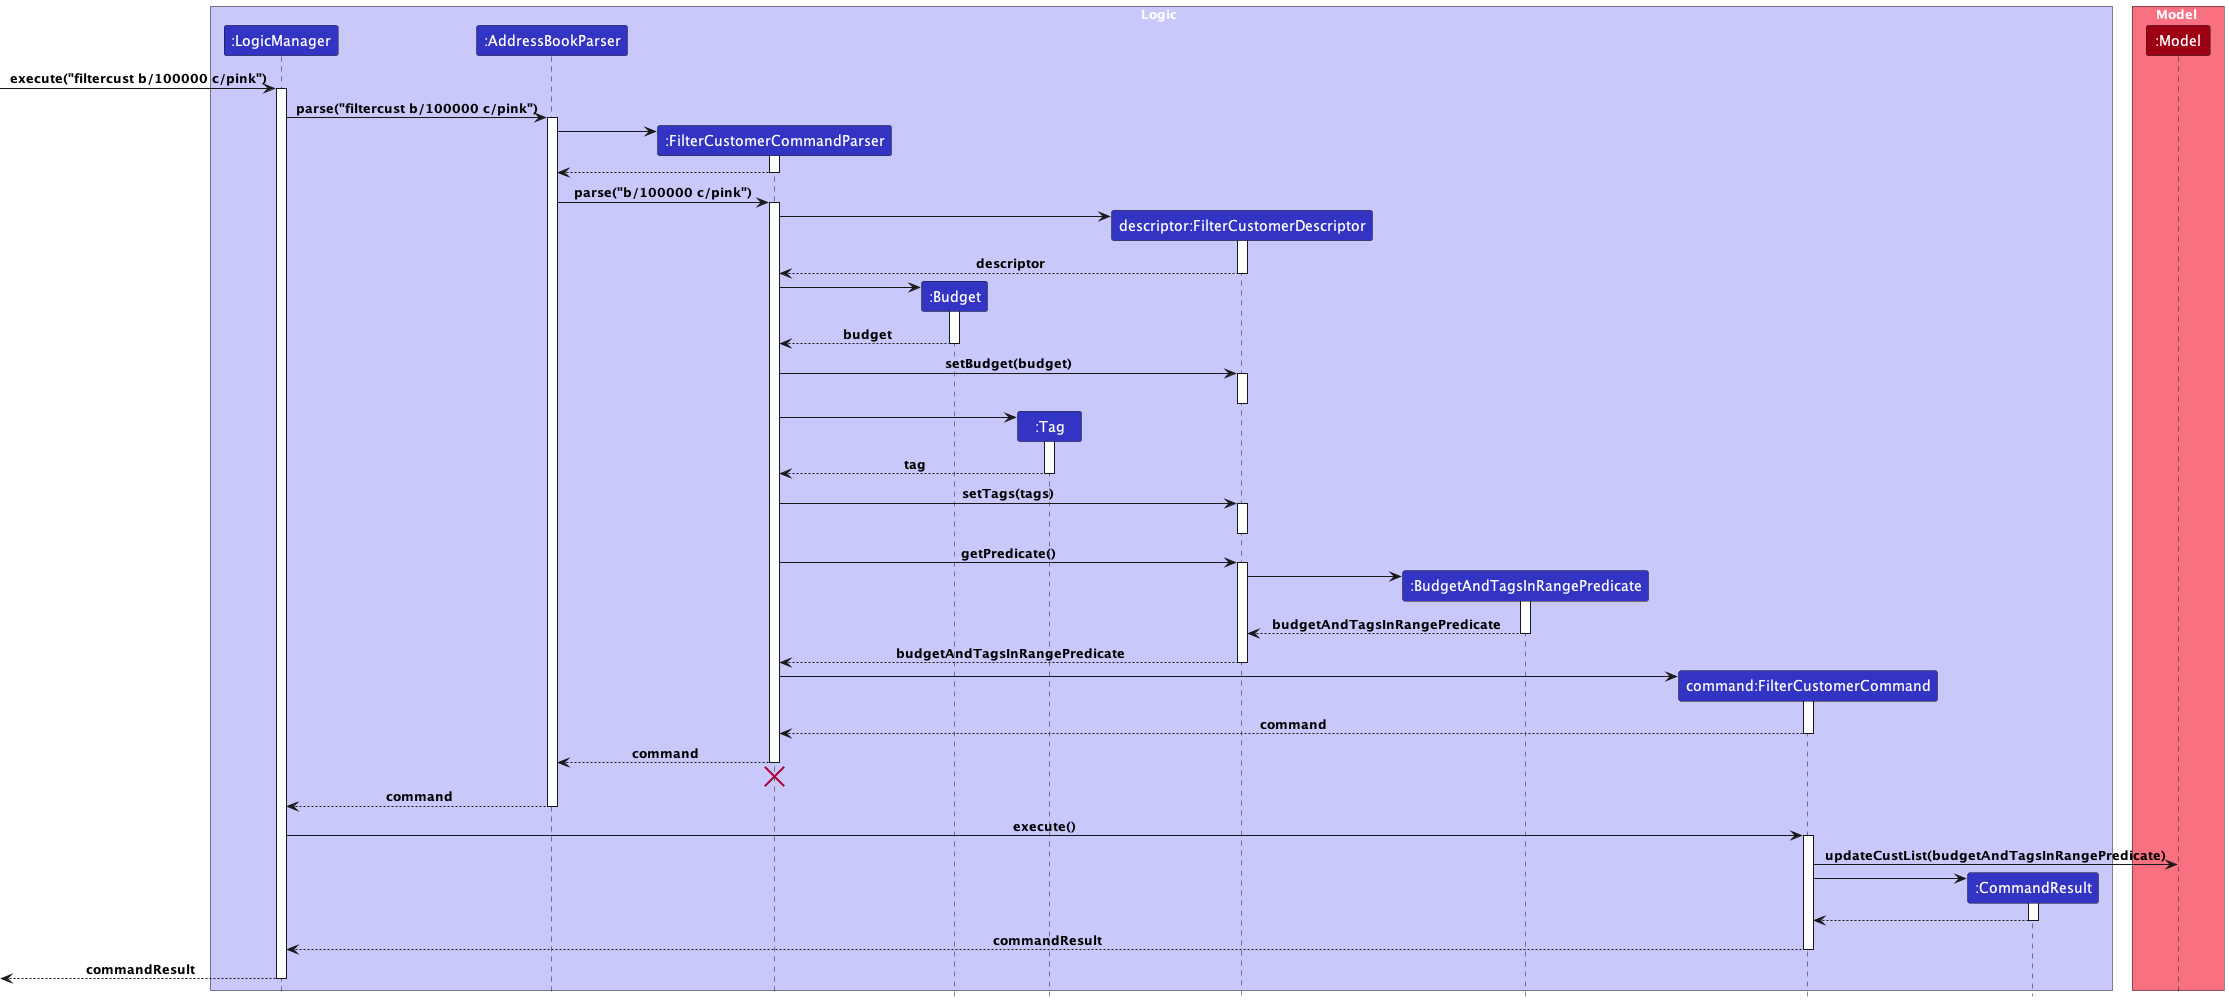 Logic
Model
:LogicManager
:AddressBookParser
:Model
execute("filtercust b/100000 c/pink")
parse("filtercust b/100000 c/pink")
:FilterCustomerCommandParser
parse("b/100000 c/pink")
descriptor:FilterCustomerDescriptor
descriptor
:Budget
budget
setBudget(budget)
:Tag
tag
setTags(tags)
getPredicate()
:BudgetAndTagsInRangePredicate
budgetAndTagsInRangePredicate
budgetAndTagsInRangePredicate
command:FilterCustomerCommand
command
command
command
execute()
updateCustList(budgetAndTagsInRangePredicate)
:CommandResult
commandResult
commandResult